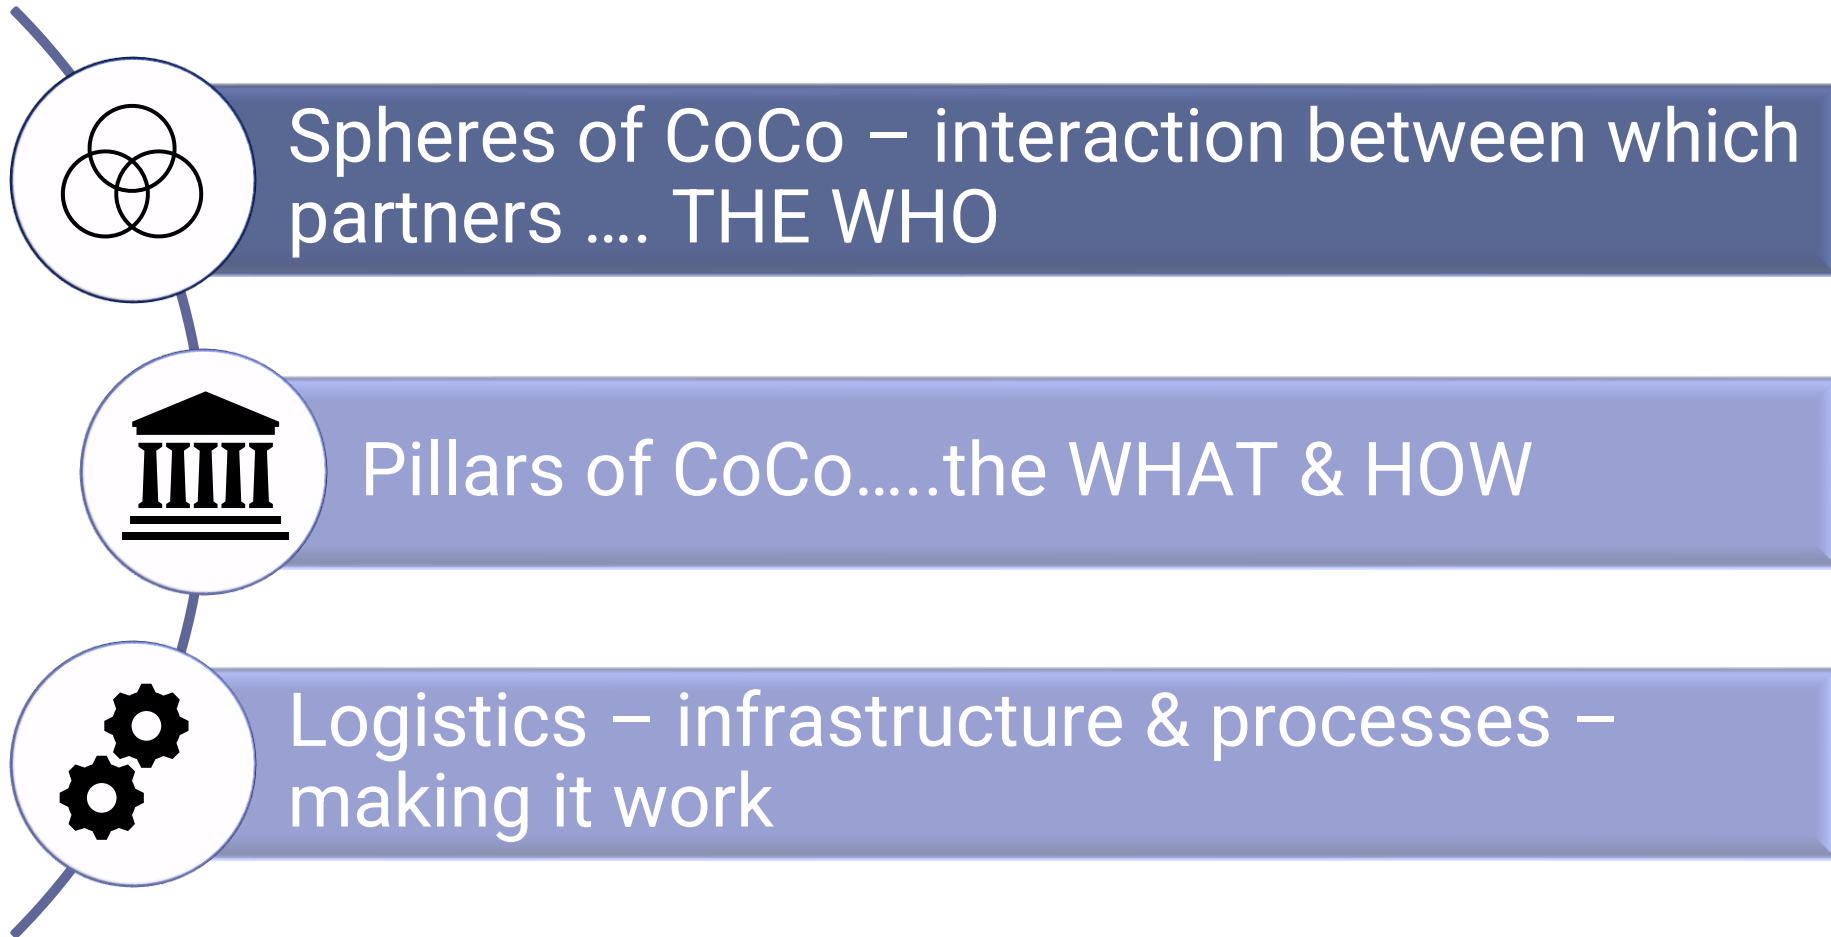 Spheres of CoCo – interaction between which
partners .... THE WHO
Pillars of CoCo.....the WHAT & HOW
Logistics – infrastructure & processes –
making it work